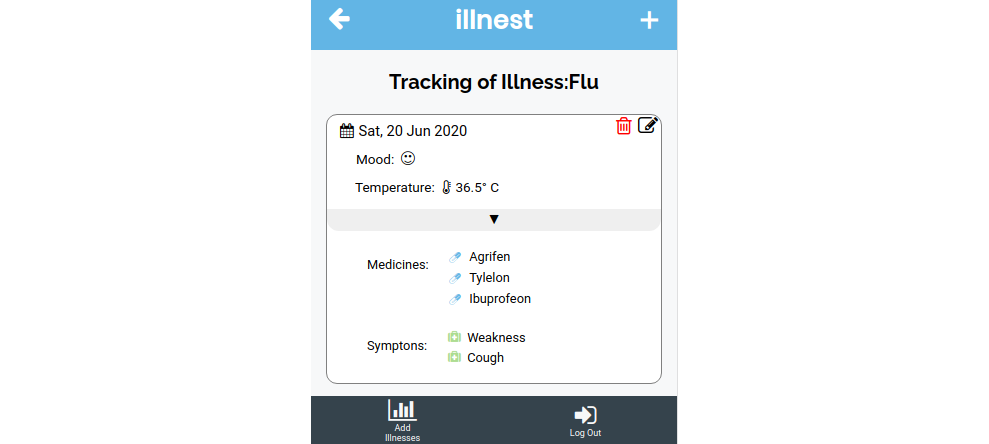 illnest
Tracking of Illness:Flu
Sat, 20 Jun 2020
Mood:
Temperature: 36.5° C
Medicines:
Agrifen
Tylelon
Ibuprofeon
Symptons:
Weakness
Cough
Add
Illnesses
Log Out